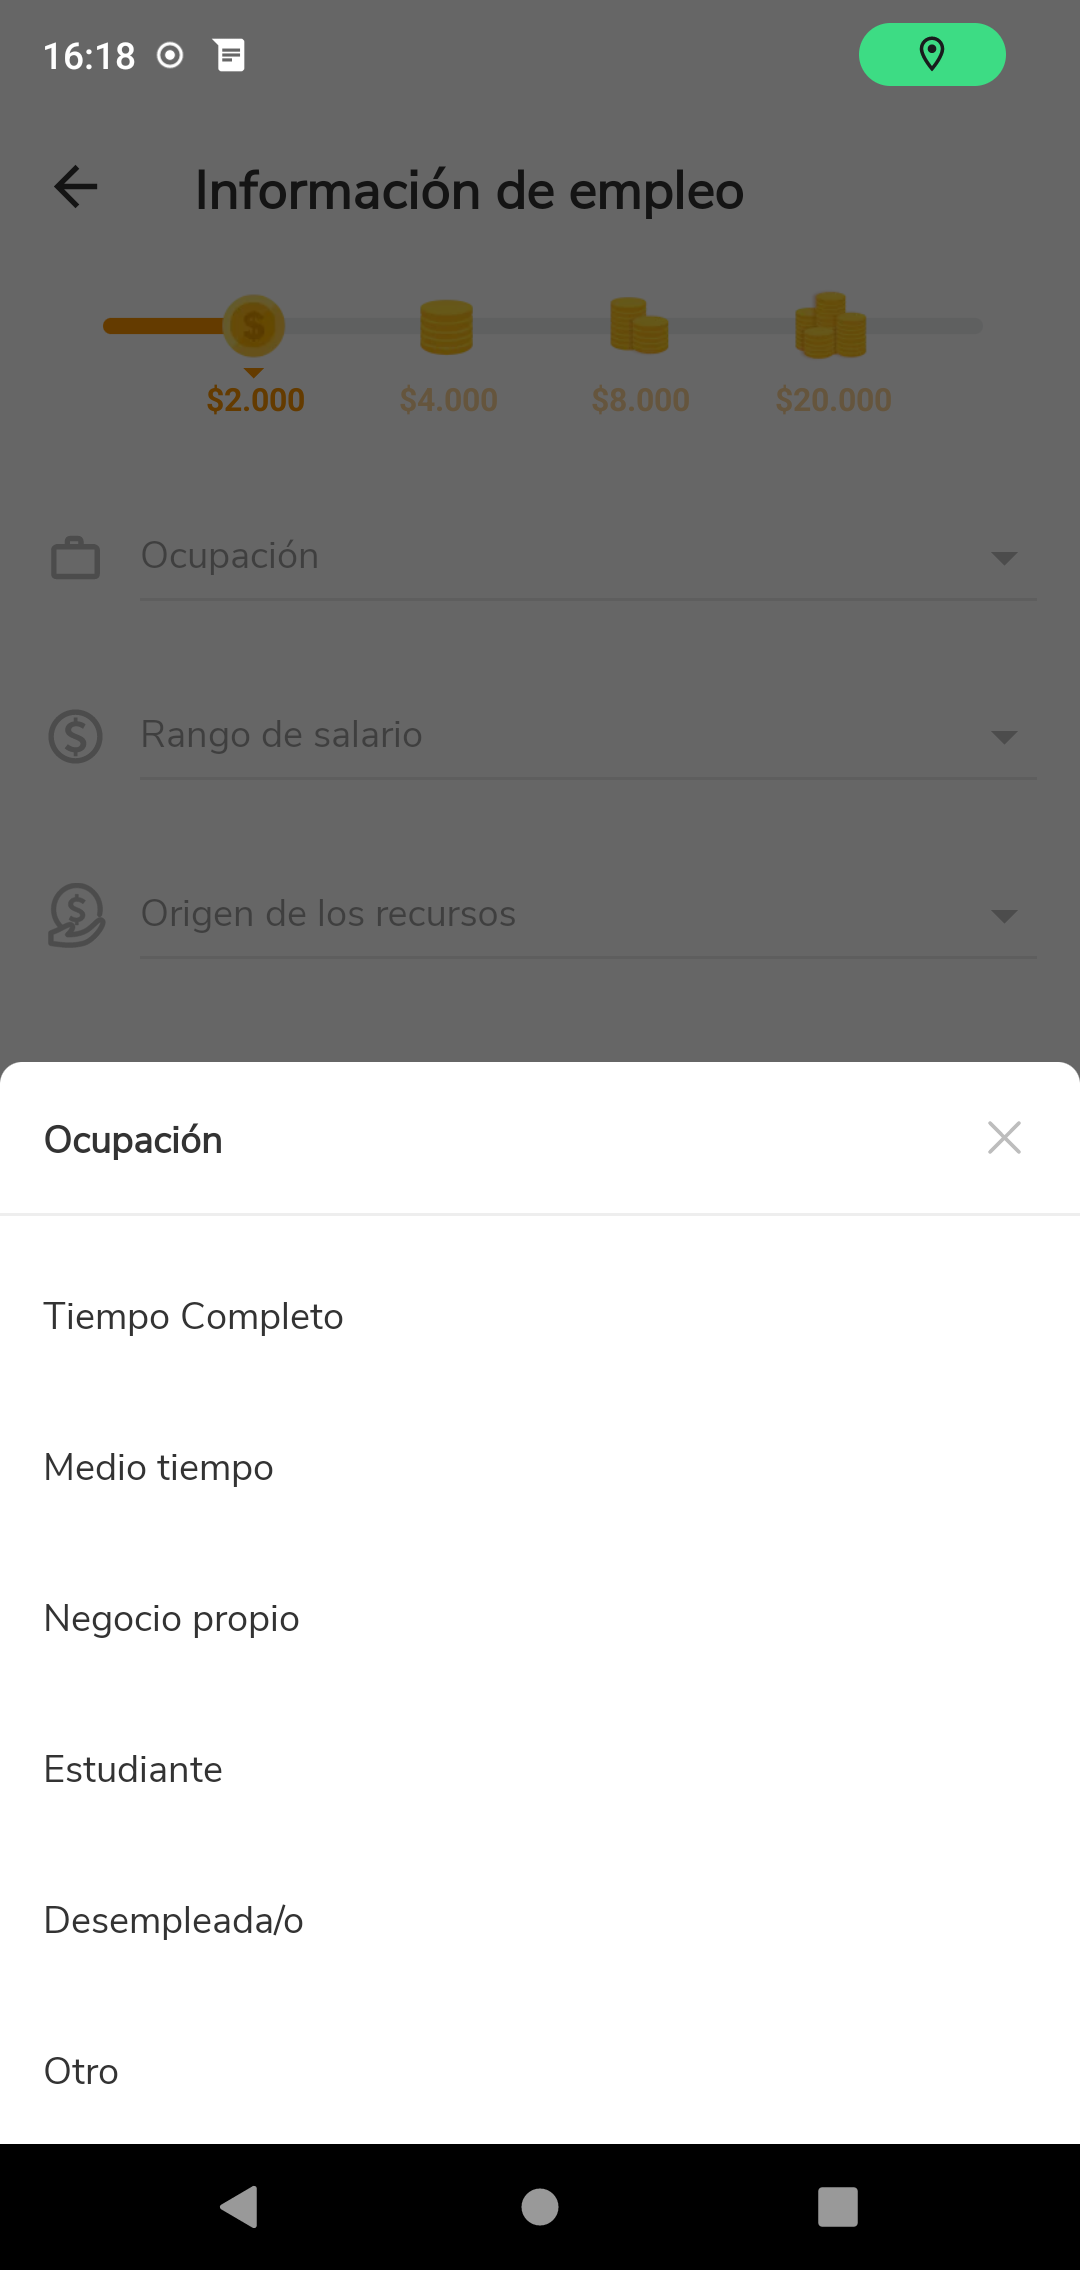 16:18
Información de empleo
$2.000 $4.000 $8.000 $20.000
Ocupación
Rango de salario
Origen de los recursos
Ocupación
Tiempo Completo
Medio tiempo
Negocio propio
Estudiante
Desempleada/o
Otro